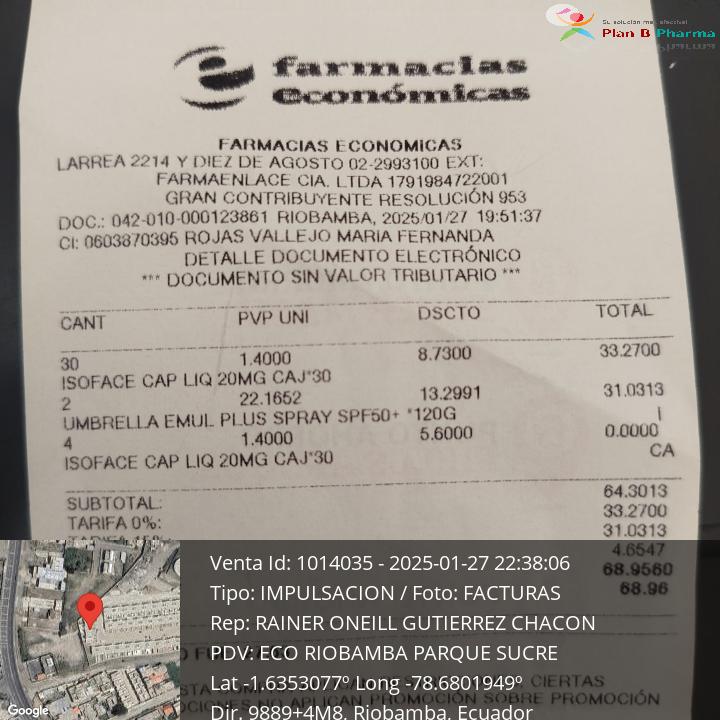 Su solución más efectiva!
Plan B Pharma
farmacias
económicas
FARMACIAS ECONOMICAS
LARREA 2214 Y DIEZ DE AGOSTO 02-2993100 EXT:
FARMAENLACE CIA. LTDA 1791984722001
GRAN CONTRIBUYENTE RESOLUCIÓN 953
DOC.: 042-010-000123861 RIOBAMBA, 2025/01/27 19:51:37
CI: 0603870395 ROJAS VALLEJO MARIA FERNANDA
DETALLE DOCUMENTO ELECTRÓNICO
*** DOCUMENTO SIN VALOR TRIBUTARIO ***
CANT PVP UNI DSCTO TOTAL
30 1.4000 8.7300 33.2700
ISOFACE CAP LIQ 20MG CAJ*30
2 22.1652 13.2991 31.0313
UMBRELLA EMUL PLUS SPRAY SPF50+ *120G I
4 1.4000 5.6000 0.0000
ISOFACE CAP LIQ 20MG CAJ*30 CA
SUBTOTAL: 64.3013
TARIFA 0%: 33.2700
31.0313
4.6547
68.9560
68.96
Venta Id: 1014035 - 2025-01-27 22:38:06
Tipo: IMPULSACION / Foto: FACTURAS
Rep: RAINER ONEILL GUTIERREZ CHACON
PDV: ECO RIOBAMBA PARQUE SUCRE
Lat -1.6353077º Long -78.6801949º
CIERTAS
APLICAN PROMOCIÓN SOBRE PROMOCIÓN
Dir. 9889+4M8, Riobamba, Ecuador
Google